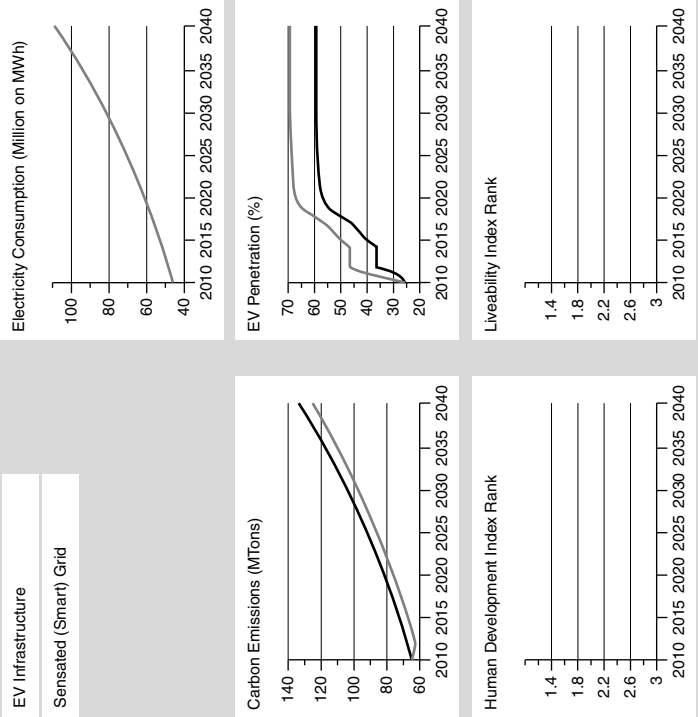 EV Infrastructure
Sensated (Smart) Grid
Electricity Consumption (Million on MWh)
100
80
60
40
2010 2015 2020 2025 2030 2035 2040
Carbon Emissions (MTons)
140
120
100
80
60
2010 2015 2020 2025 2030 2035 2040
EV Penetration (%)
70
60
50
40
30
20
2010 2015 2020 2025 2030 2035 2040
Human Development Index Rank
1.4
1.8
2.2
2.6
3
2010 2015 2020 2025 2030 2035 2040
Liveability Index Rank
1.4
1.8
2.2
2.6
3
2010 2015 2020 2025 2030 2035 2040